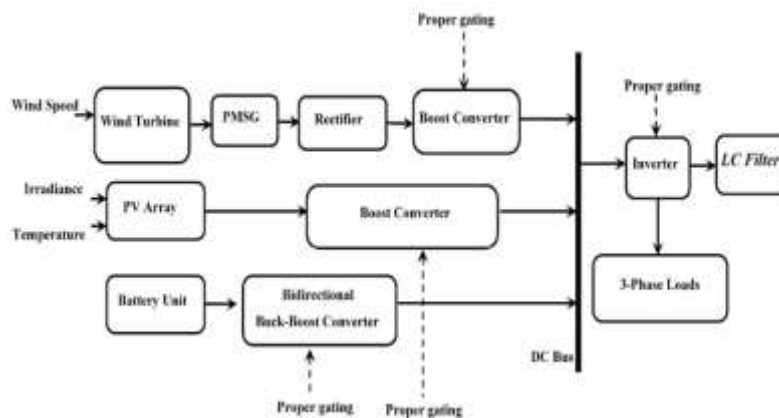 Proper gating
Proper gating
Wind Speed
Wind Turbine
PMSG
Rectifier
Boost Converter
Inverter
LC Filter
Irradiance
PV Array
Temperature
Boost Converter
3-Phase Loads
Battery Unit
Bidirectional
Buck-Boost Converter
DC Bus
Proper gating
Proper gating